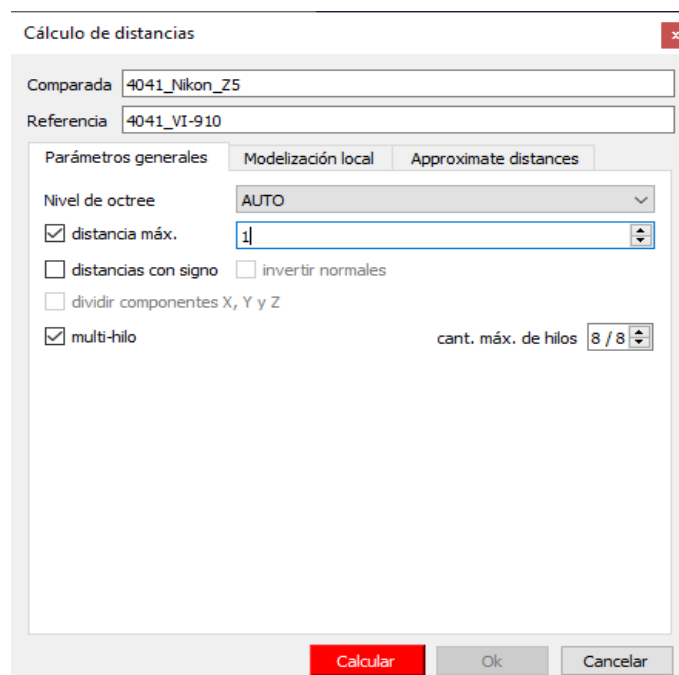 Cálculo de distancias
x
Comparada 4041_Nikon_Z5
Referencia 4041_VI-910
Parámetros generales Modelización local Approximate distances
Nivel de octree AUTO
distancia máx. 1
distancias con signo invertir normales
dividir componentes X, Y y Z
multi-hilo cant. máx. de hilos 8 / 8
Calcular Ok Cancelar